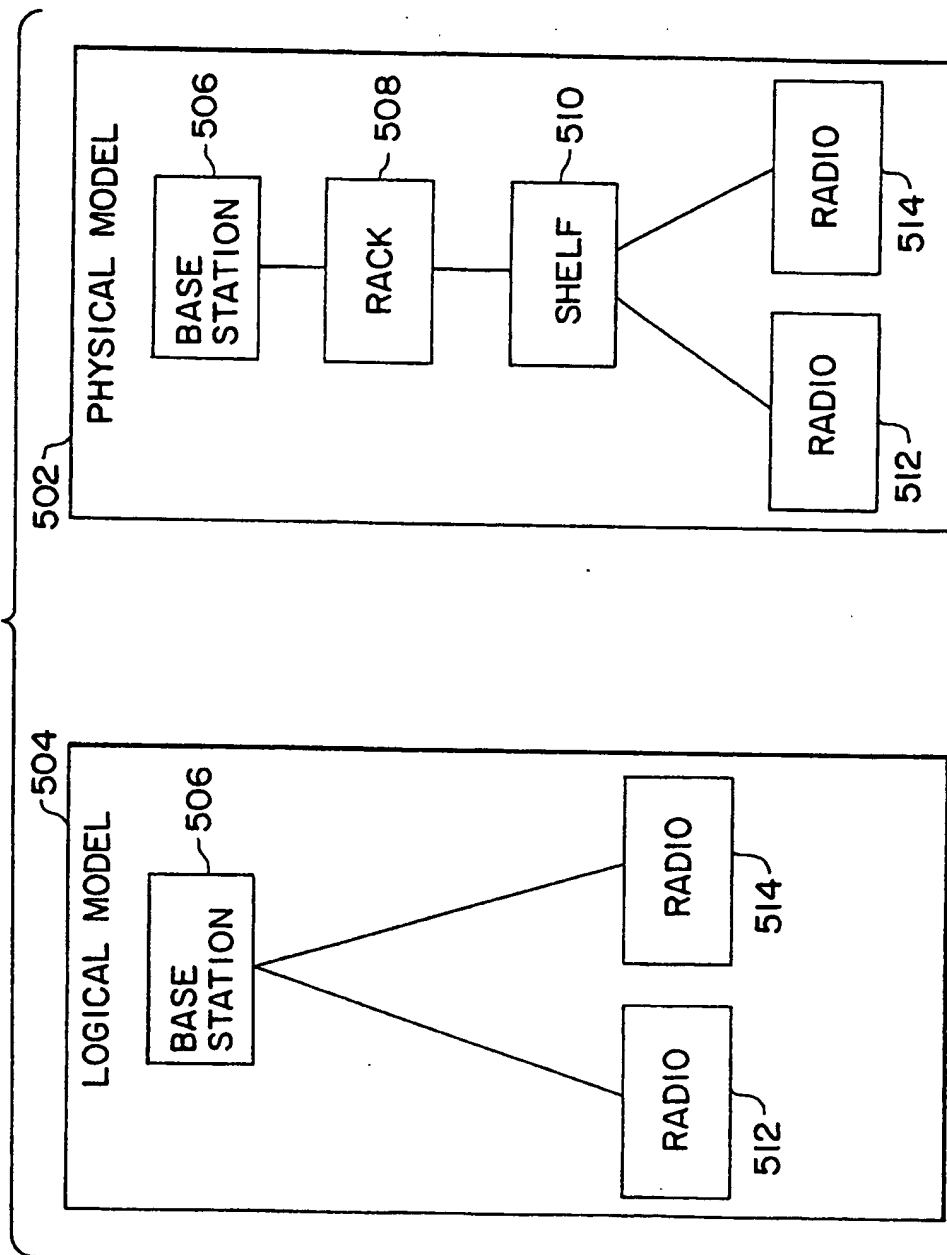 504
LOGICAL MODEL
BASE
STATION
506
RADIO
512
RADIO
514
502
PHYSICAL MODEL
BASE
STATION
506
RACK
508
SHELF
510
RADIO
512
RADIO
514